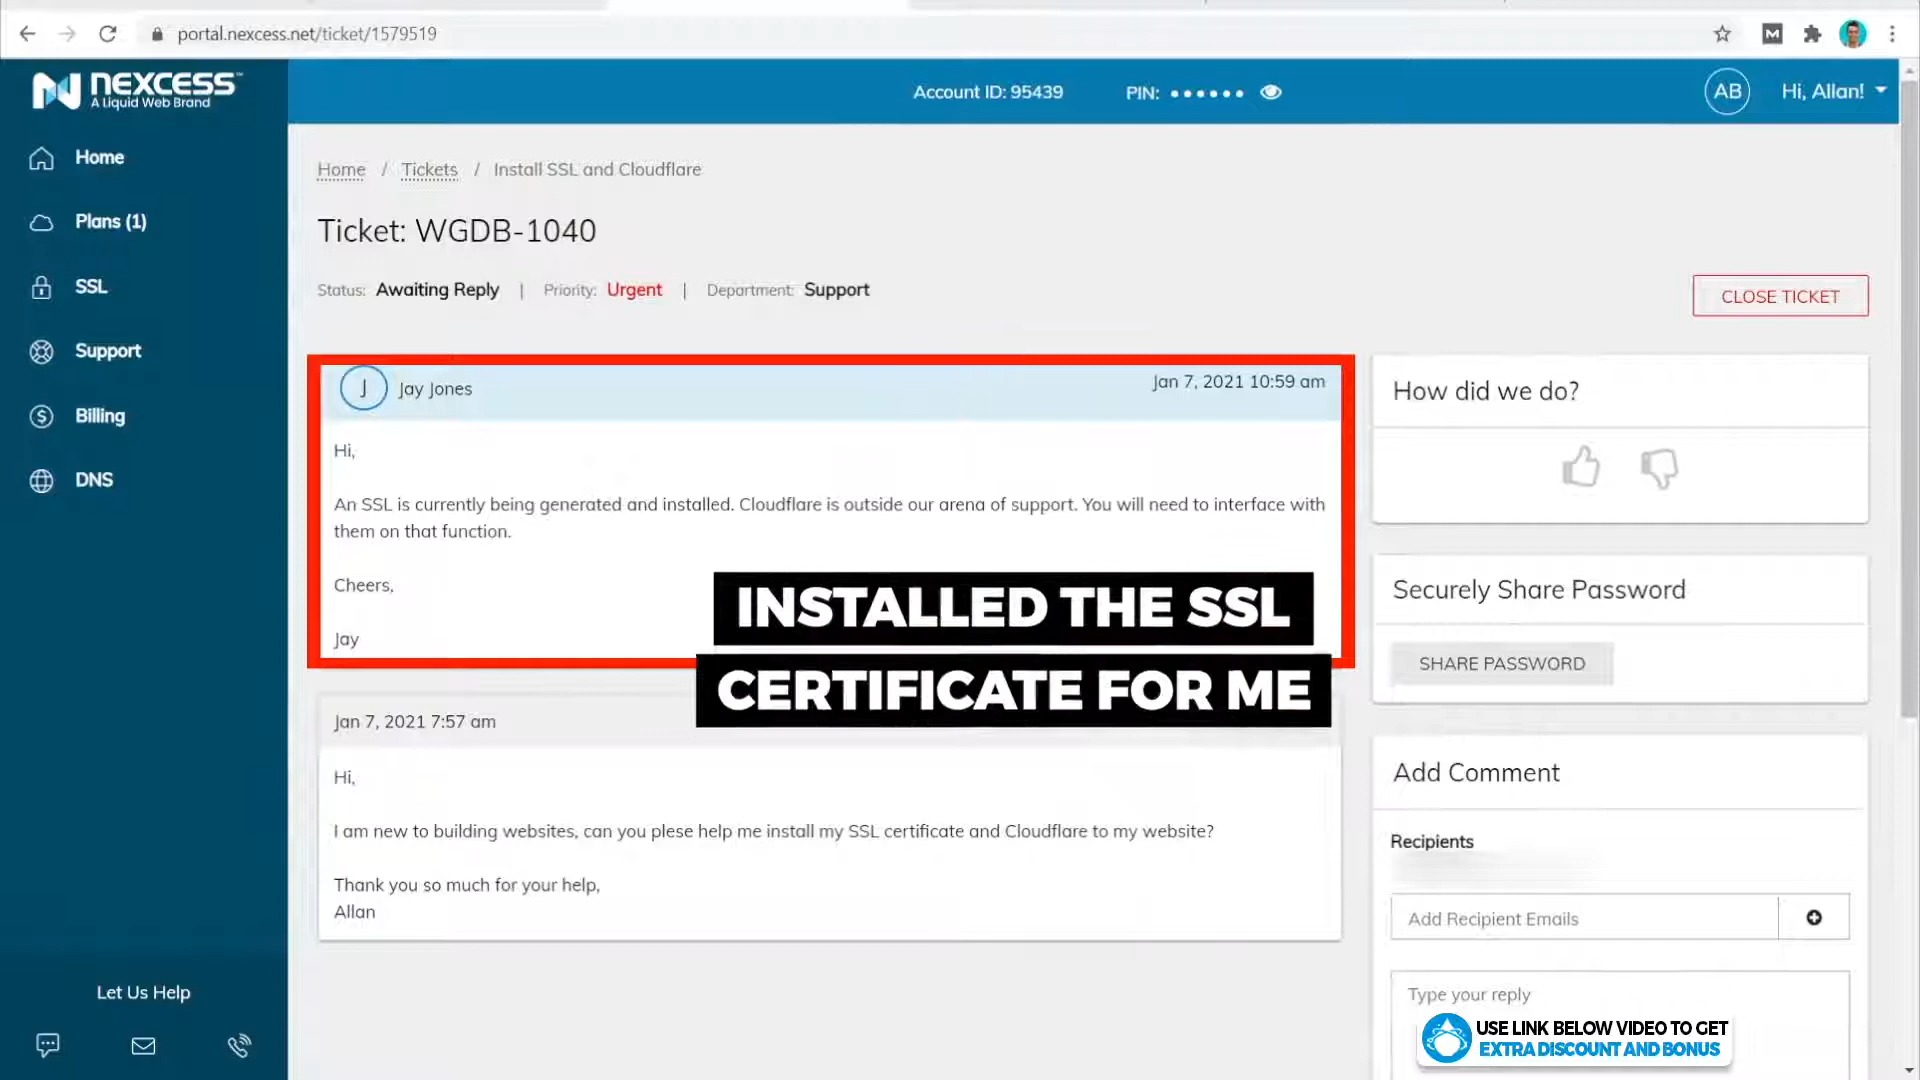 portal.nexcess.net/ticket/1579519
NEXCESS
A Liquid Web Brand
Account ID: 95439
PIN:
AB
Hi, Allan!
Home
Plans (1)
SSL
Support
Billing
DNS
Let Us Help
Home / Tickets / Install SSL and Cloudflare
Ticket: WGDB-1040
Status: Awaiting Reply | Priority: Urgent | Department: Support
CLOSE TICKET
J
Jay Jones
Jan 7, 2021 10:59 am
Hi,
An SSL is currently being generated and installed. Cloudflare is outside our arena of support. You will need to interface with
them on that function.
Cheers,
Jay
INSTALLED THE SSL
CERTIFICATE FOR ME
Jan 7, 2021 7:57 am
Hi,
I am new to building websites, can you plese help me install my SSL certificate and Cloudflare to my website?
Thank you so much for your help,
Allan
How did we do?
Securely Share Password
SHARE PASSWORD
Add Comment
Recipients
Add Recipient Emails
Type your reply
USE LINK BELOW VIDEO TO GET
EXTRA DISCOUNT AND BONUS